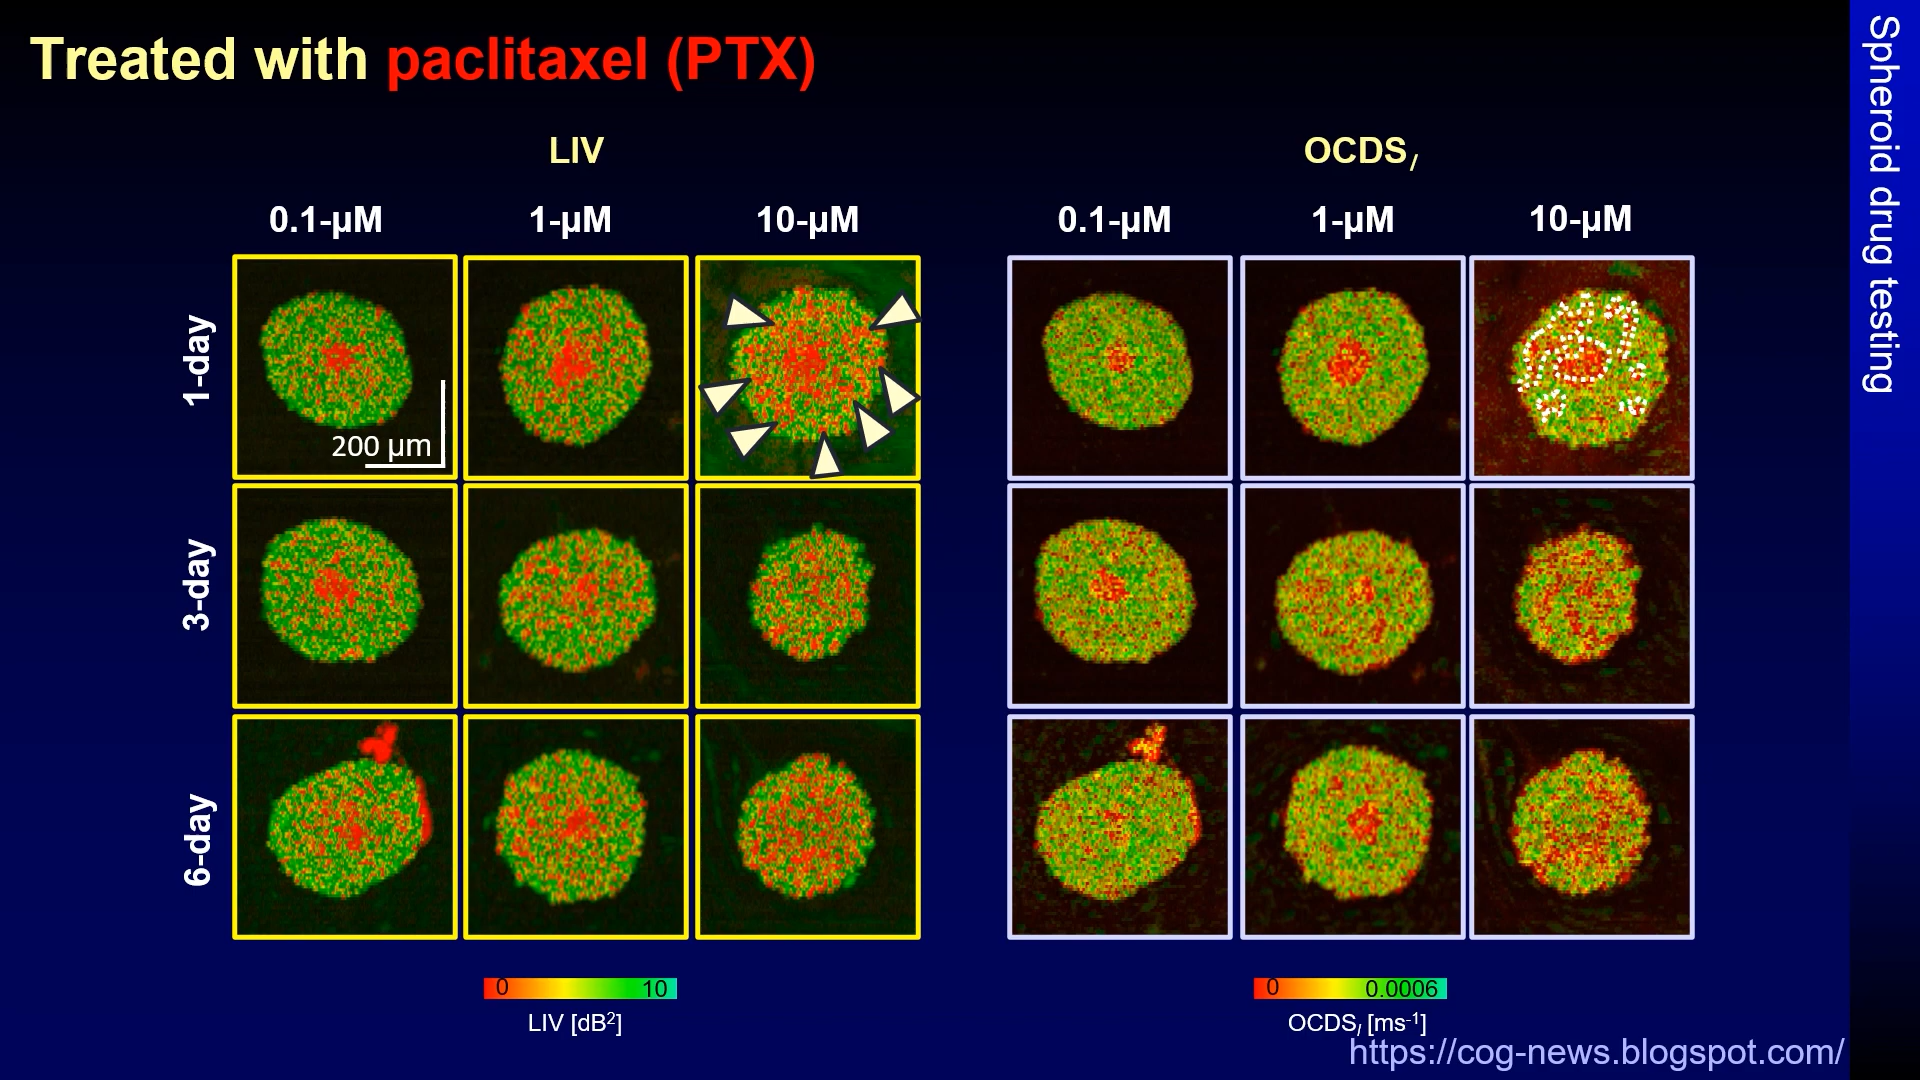 Treated with paclitaxel (PTX)
Spheroid drug testing
LIV
OCDSl
0.1-µM
1-µM
10-µM
0.1-µM
1-µM
10-µM
1-day
200 µm
3-day
6-day
0
10
LIV [dB²]
0
0.0006
OCDSl [ms⁻¹]
https://cog-news.blogspot.com/